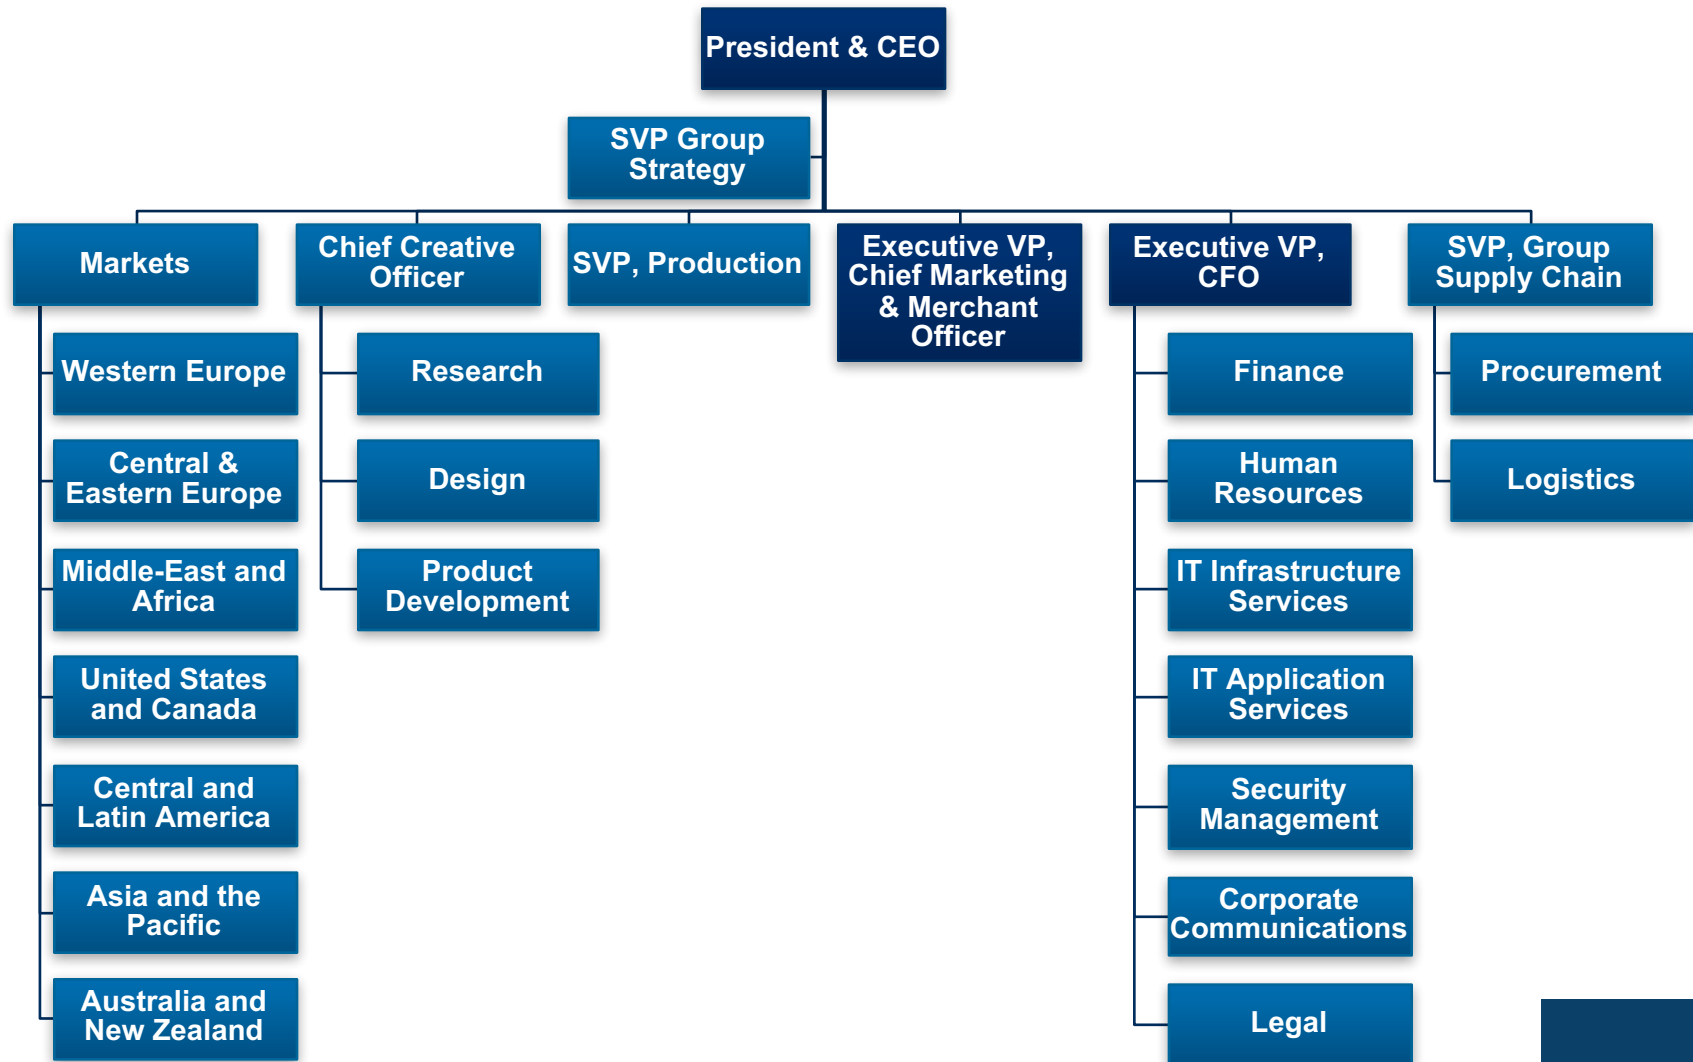 President & CEO
SVP Group
Strategy
Markets
Western Europe
Central &
Eastern Europe
Middle-East and
Africa
United States
and Canada
Central and
Latin America
Asia and the
Pacific
Australia and
New Zealand
Chief Creative
Officer
Research
Design
Product
Development
SVP, Production
Executive VP,
Chief Marketing
& Merchant
Officer
Executive VP,
CFO
Finance
Human
Resources
IT Infrastructure
Services
IT Application
Services
Security
Management
Corporate
Communications
Legal
SVP, Group
Supply Chain
Procurement
Logistics